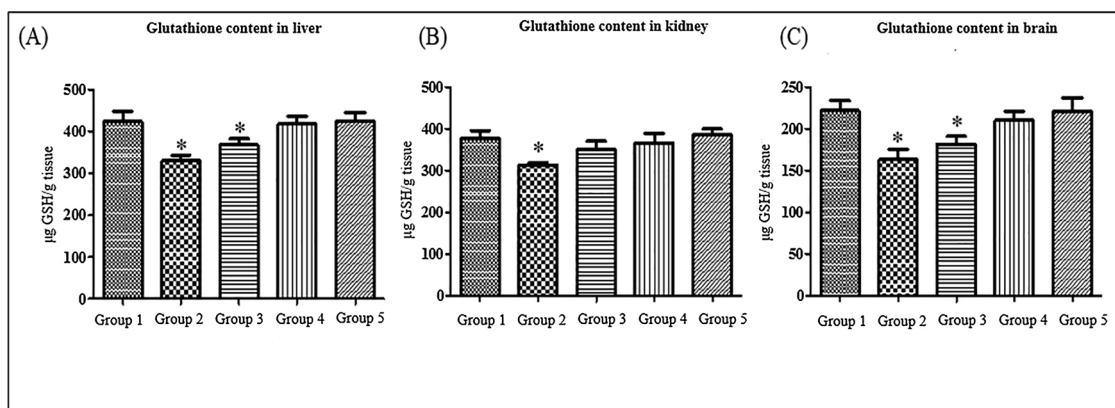 (A)
Glutathione content in liver
500
400
300
200
100
0
µg GSH/g tissue
*
*
Group 1 Group 2 Group 3 Group 4 Group 5
(B)
Glutathione content in kidney
500
400
300
200
100
0
µg GSH/g tissue
*
Group 1 Group 2 Group 3 Group 4 Group 5
(C)
Glutathione content in brain
250
200
150
100
50
0
µg GSH/g tissue
*
*
Group 1 Group 2 Group 3 Group 4 Group 5